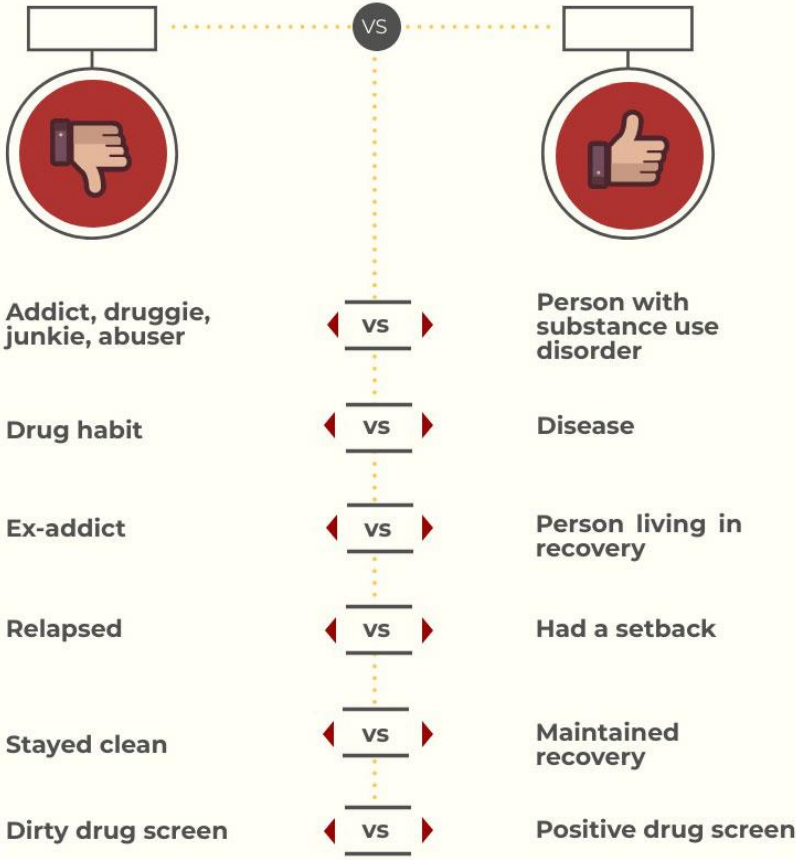 VS
Addict, druggie,
junkie, abuser
vs
Person with
substance use
disorder
Drug habit
vs
Disease
Ex-addict
vs
Person living in
recovery
Relapsed
vs
Had a setback
Stayed clean
vs
Maintained
recovery
Dirty drug screen
vs
Positive drug screen